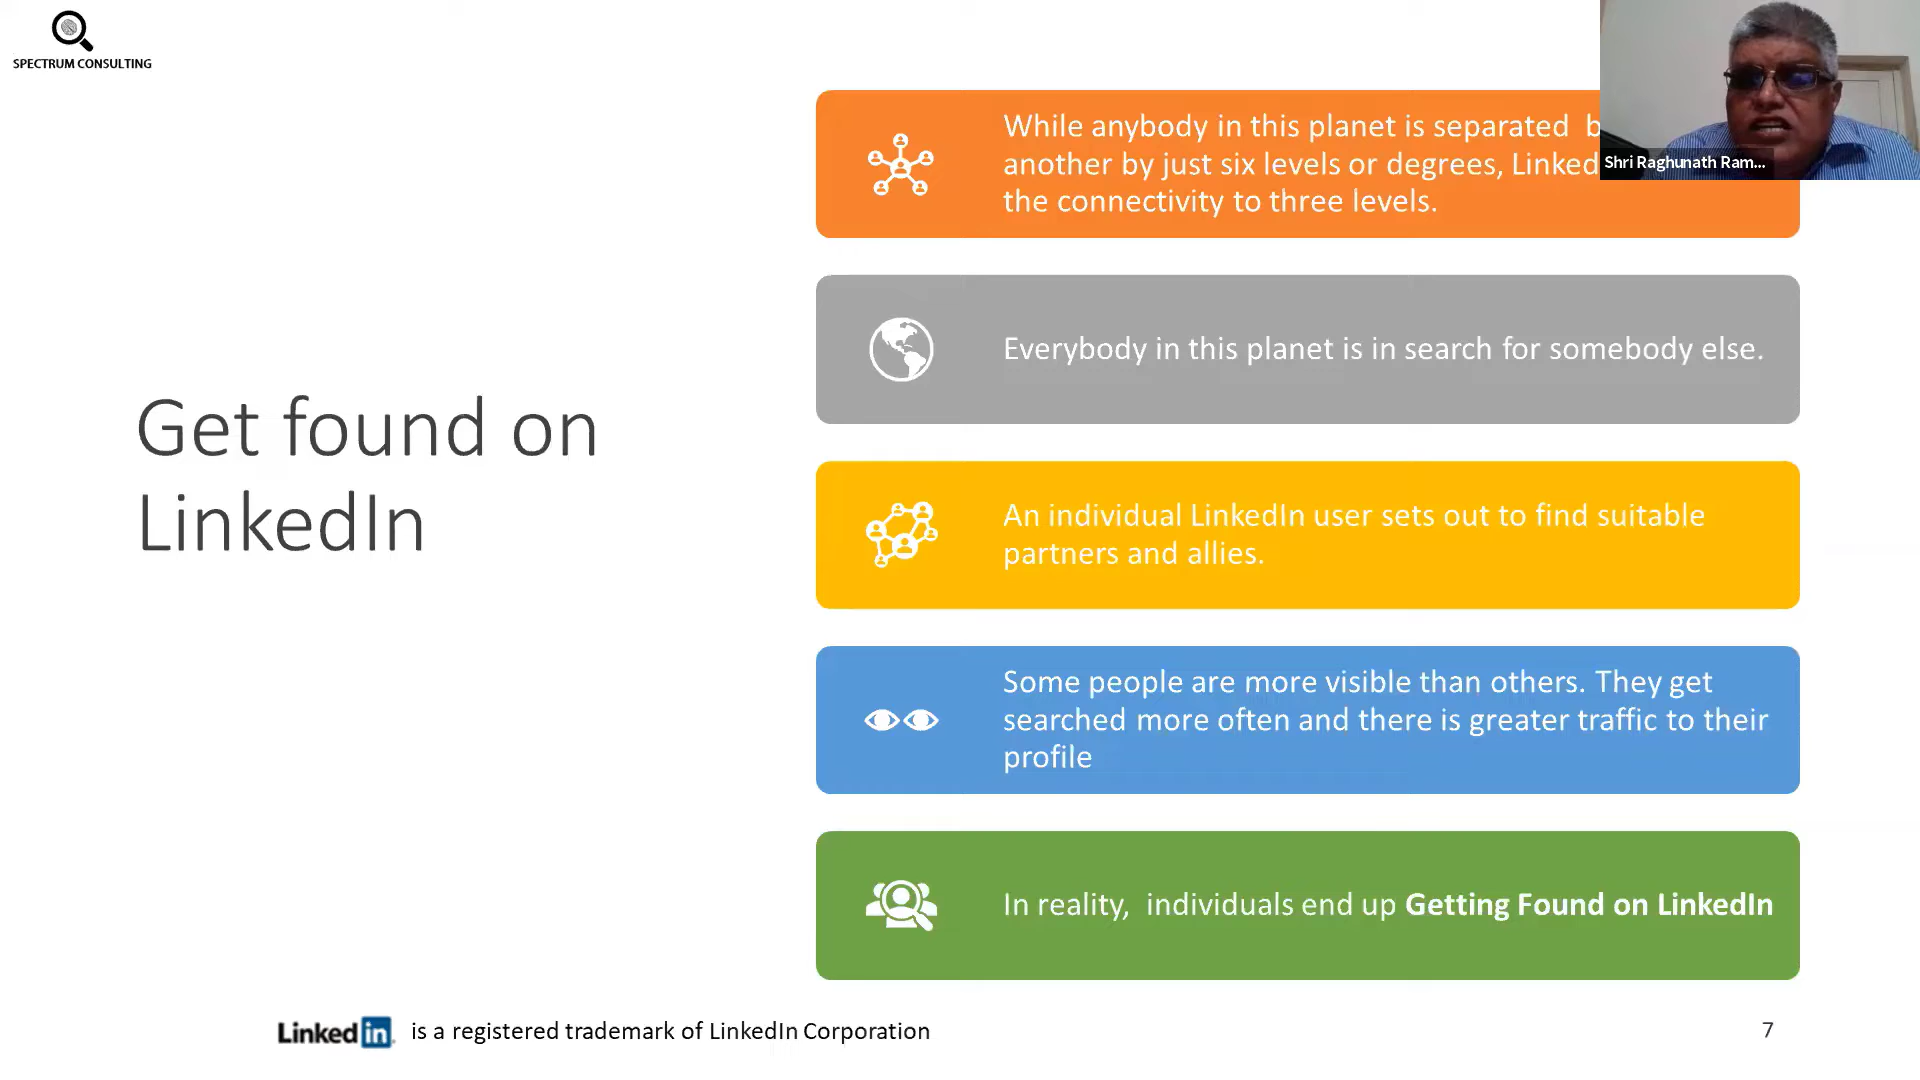 SPECTRUM CONSULTING
Get found on
LinkedIn
While anybody in this planet is separated
another by just six levels or degrees,
the connectivity to three levels.
Shri Raghunath Ram...
Everybody in this planet is in search for somebody else.
An individual LinkedIn user sets out to find suitable
partners and allies.
Some people are more visible than others. They get
searched more often and there is greater traffic to their
profile
In reality, individuals end up Getting Found on LinkedIn
Linked in is a registered trademark of LinkedIn Corporation
7